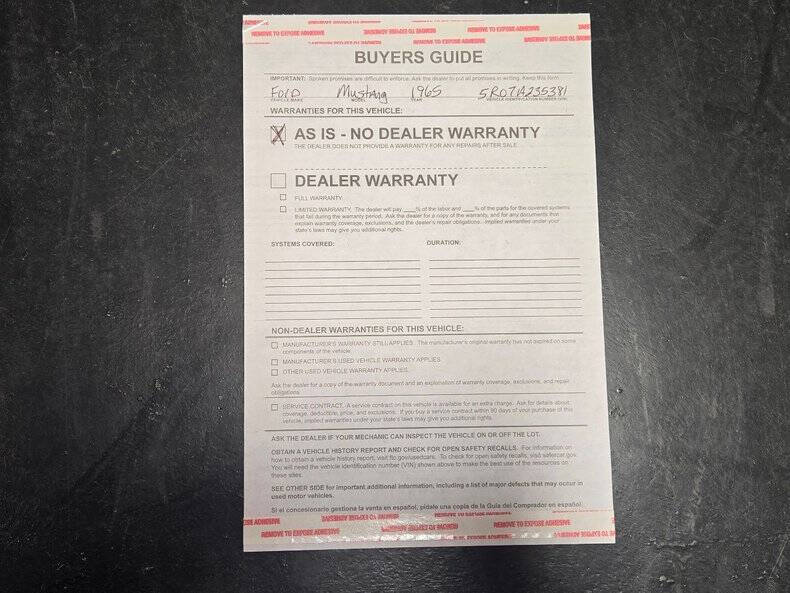 REMOVE TO EXPOSE ADHESIVE
BUYERS GUIDE
IMPORTANT: Spoken promises are difficult to enforce. Ask the dealer to put all promises in writing. Keep this form.
Ford Mustang 1965 5R07A235381
VEHICLE MAKE MODEL YEAR VEHICLE IDENTIFICATION NUMBER (VIN)
WARRANTIES FOR THIS VEHICLE:
X AS IS - NO DEALER WARRANTY
THE DEALER DOES NOT PROVIDE A WARRANTY FOR ANY REPAIRS AFTER SALE.
DEALER WARRANTY
FULL WARRANTY.
LIMITED WARRANTY. The dealer will pay ____% of the labor and ____% of the parts for the covered systems
that fail during the warranty period. Ask the dealer for a copy of the warranty, and for any documents that
explain warranty coverage, exclusions, and the dealer's repair obligations. Implied warranties under your
state's laws may give you additional rights.
SYSTEMS COVERED: DURATION:
NON-DEALER WARRANTIES FOR THIS VEHICLE:
MANUFACTURER'S WARRANTY STILL APPLIES. The manufacturer's original warranty has not expired on some
components of the vehicle.
MANUFACTURER'S USED VEHICLE WARRANTY APPLIES.
OTHER USED VEHICLE WARRANTY APPLIES.
Ask the dealer for a copy of the warranty document and an explanation of warranty coverage, exclusions, and repair
obligations.
SERVICE CONTRACT. A service contract on this vehicle is available for an extra charge. Ask for details about
coverage, deductible, price, and exclusions. If you buy a service contract within 90 days of your purchase of this
vehicle, implied warranties under your state's laws may give you additional rights.
ASK THE DEALER IF YOUR MECHANIC CAN INSPECT THE VEHICLE ON OR OFF THE LOT.
OBTAIN A VEHICLE HISTORY REPORT AND CHECK FOR OPEN SAFETY RECALLS. For information on
how to obtain a vehicle history report, visit ftc.gov/usedcars. To check for open safety recalls, visit safercar.gov.
You will need the vehicle identification number (VIN) shown above to make the best use of the resources on
these sites.
SEE OTHER SIDE for important additional information, including a list of major defects that may occur in
used motor vehicles.
Si el concesionario gestiona la venta en español, pídale una copia de la Guía del Comprador en español.
REMOVE TO EXPOSE ADHESIVE